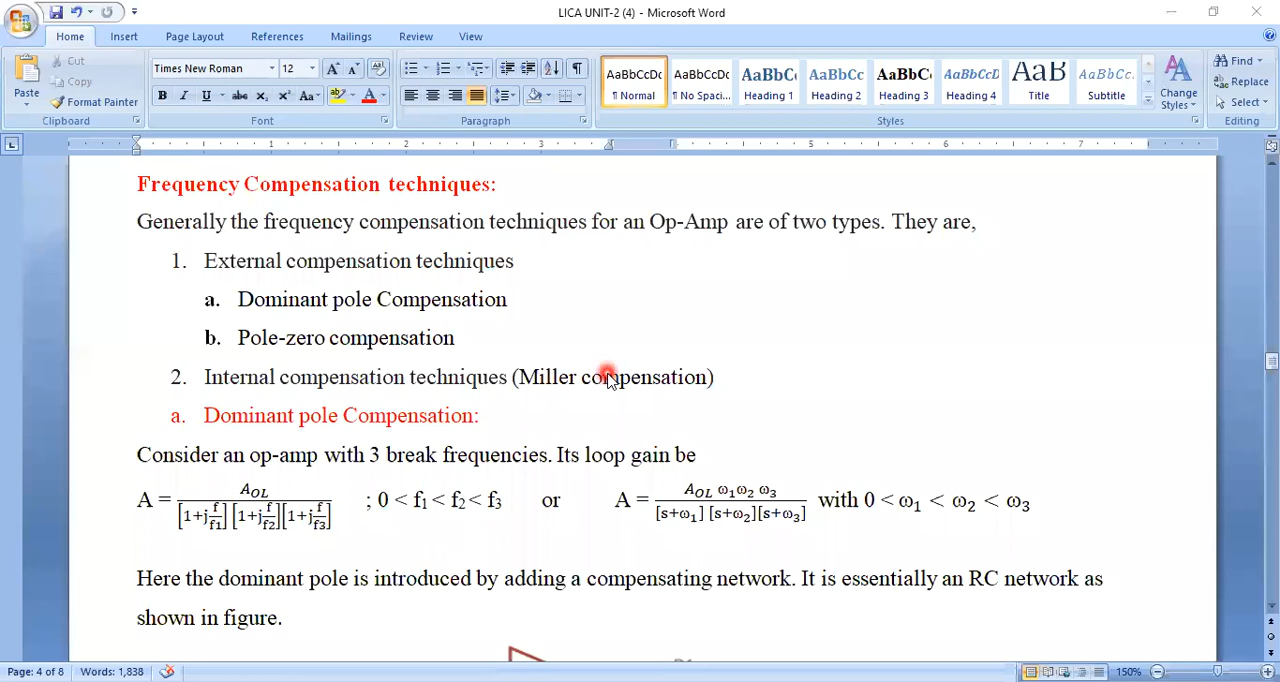 LICA UNIT-2 (4) - Microsoft Word
Home Insert Page Layout References Mailings Review View
Paste
Cut
Copy
Format Painter
Clipboard
Times New Roman 12
Font
Paragraph
AaBbCcDc AaBbCcDc AaBbC( AaBbCc AaBbCc AaBbCcD AaB AaBbCc.
¶ Normal ¶ No Spaci... Heading 1 Heading 2 Heading 3 Heading 4 Title Subtitle
Change Styles
Styles
Find
Replace
Select
Editing
1 2 3 5 6 7
Frequency Compensation techniques:
Generally the frequency compensation techniques for an Op-Amp are of two types. They are,
1. External compensation techniques
a. Dominant pole Compensation
b. Pole-zero compensation
2. Internal compensation techniques (Miller compensation)
a. Dominant pole Compensation:
Consider an op-amp with 3 break frequencies. Its loop gain be
A = A_OL / [1+j f/f1] [1+j f/f2][1+j f/f3] ; 0 < f₁ < f₂ < f₃ or A = A_OL ω₁ω₂ ω₃ / [s+ω₁] [s+ω₂][s+ω₃] with 0 < ω₁ < ω₂ < ω₃
Here the dominant pole is introduced by adding a compensating network. It is essentially an RC network as
shown in figure.
Page: 4 of 8 Words: 1,838 150%